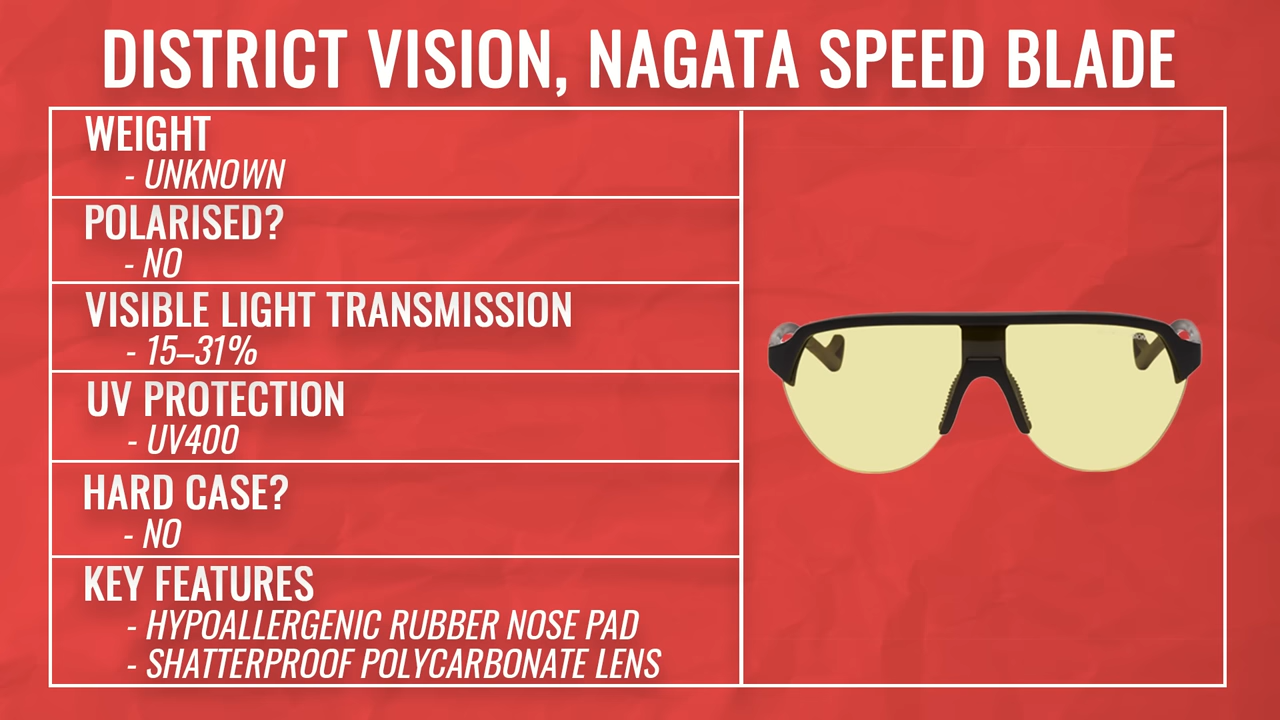 DISTRICT VISION, NAGATA SPEED BLADE
WEIGHT
- UNKNOWN
POLARISED?
- NO
VISIBLE LIGHT TRANSMISSION
- 15–31%
UV PROTECTION
- UV400
HARD CASE?
- NO
KEY FEATURES
- HYPOALLERGENIC RUBBER NOSE PAD
- SHATTERPROOF POLYCARBONATE LENS